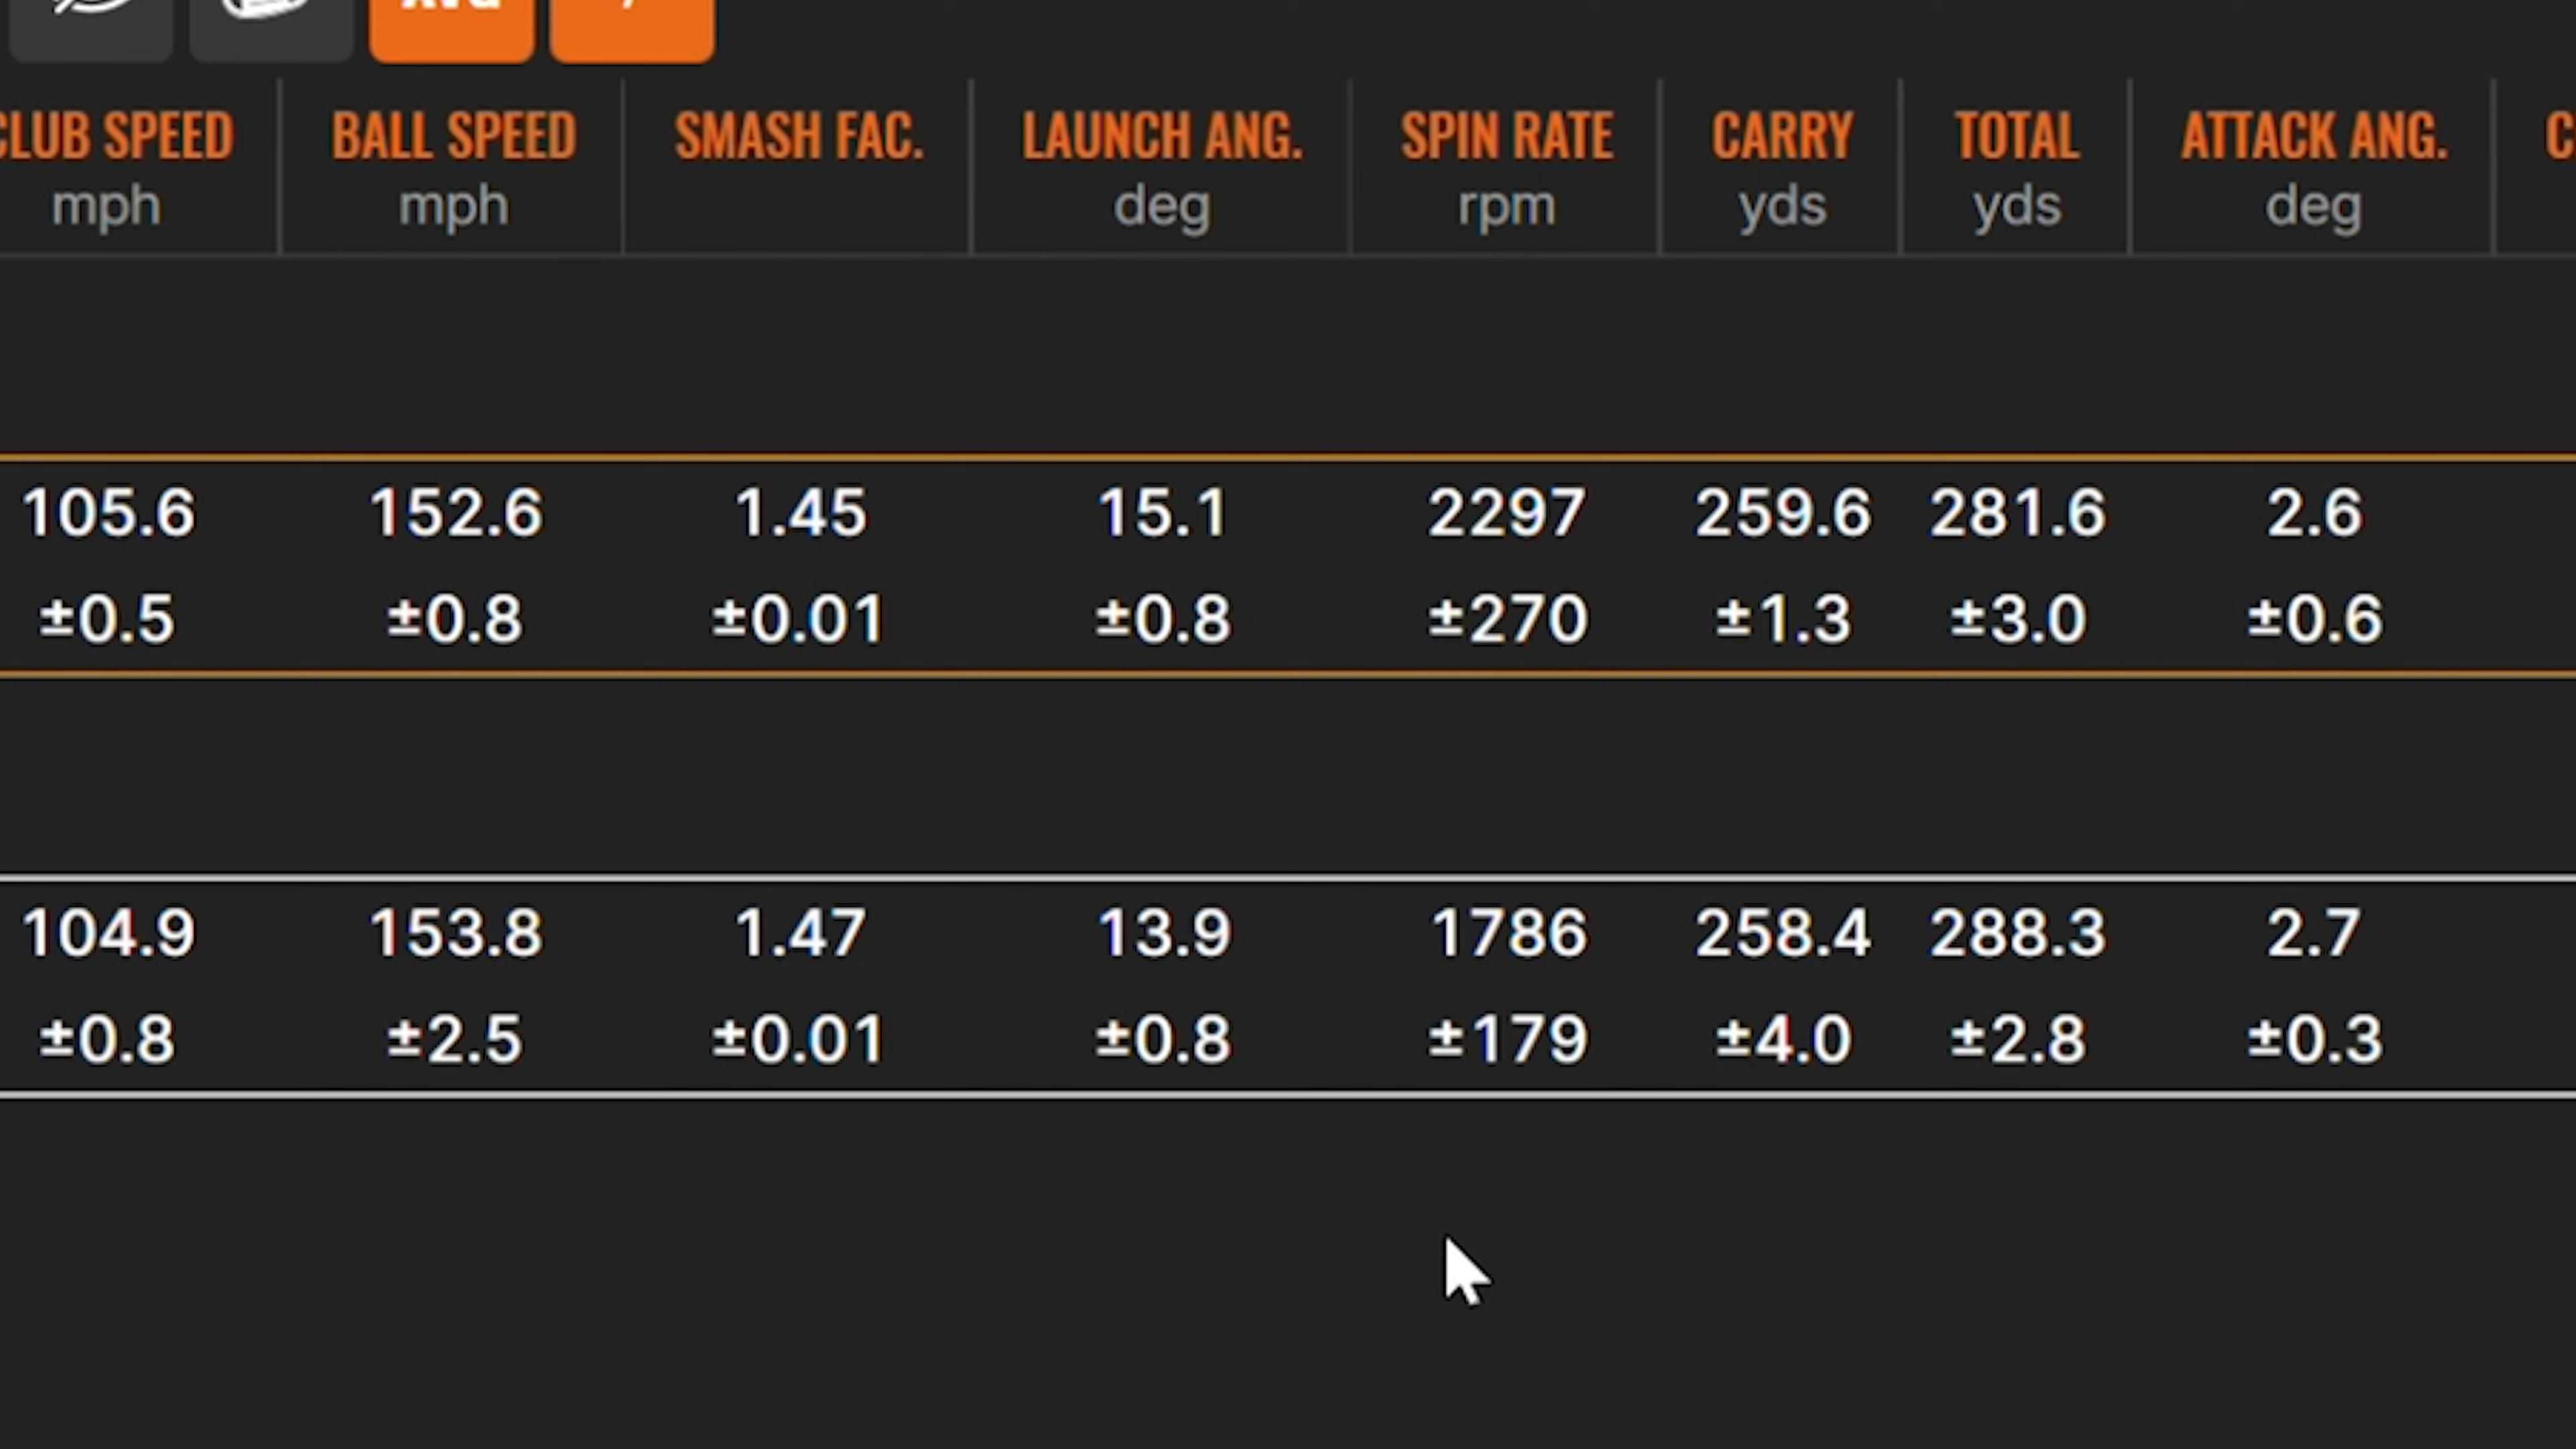 AVG
CLUB SPEED BALL SPEED SMASH FAC. LAUNCH ANG. SPIN RATE CARRY TOTAL ATTACK ANG. C
mph mph deg rpm yds yds deg
105.6 152.6 1.45 15.1 2297 259.6 281.6 2.6
±0.5 ±0.8 ±0.01 ±0.8 ±270 ±1.3 ±3.0 ±0.6
104.9 153.8 1.47 13.9 1786 258.4 288.3 2.7
±0.8 ±2.5 ±0.01 ±0.8 ±179 ±4.0 ±2.8 ±0.3